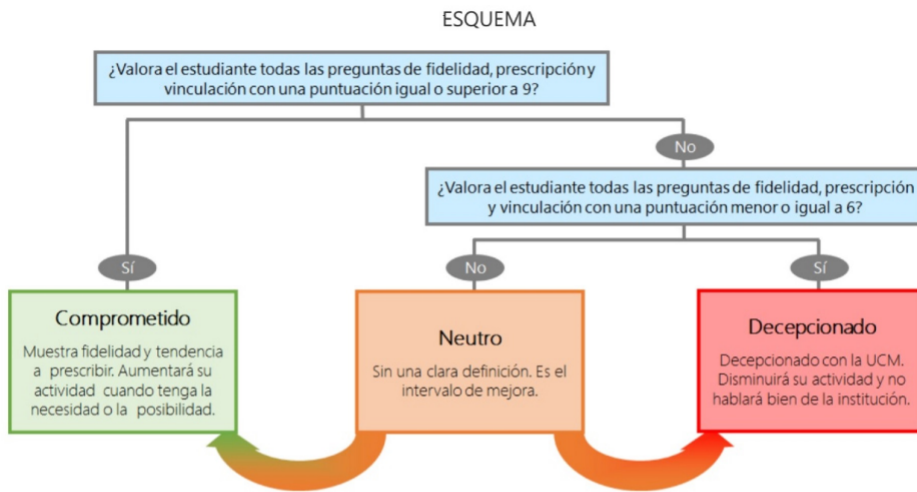 ESQUEMA
¿Valora el estudiante todas las preguntas de fidelidad, prescripción y
vinculación con una puntuación igual o superior a 9?
No
¿Valora el estudiante todas las preguntas de fidelidad, prescripción
y vinculación con una puntuación menor o igual a 6?
Sí
No
Sí
Comprometido
Muestra fidelidad y tendencia
a prescribir. Aumentará su
actividad cuando tenga la
necesidad o la posibilidad.
Neutro
Sin una clara definición. Es el
intervalo de mejora.
Decepcionado
Decepcionado con la UCM.
Disminuirá su actividad y no
hablará bien de la institución.